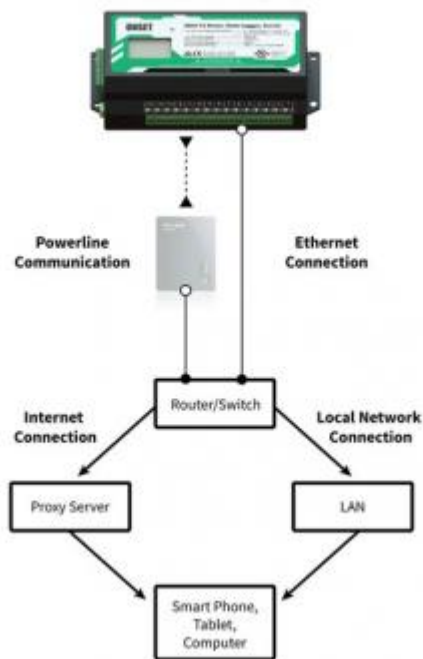 ONSET
Powerline
Communication
Ethernet
Connection
Router/Switch
Internet
Connection
Local Network
Connection
Proxy Server
LAN
Smart Phone,
Tablet,
Computer